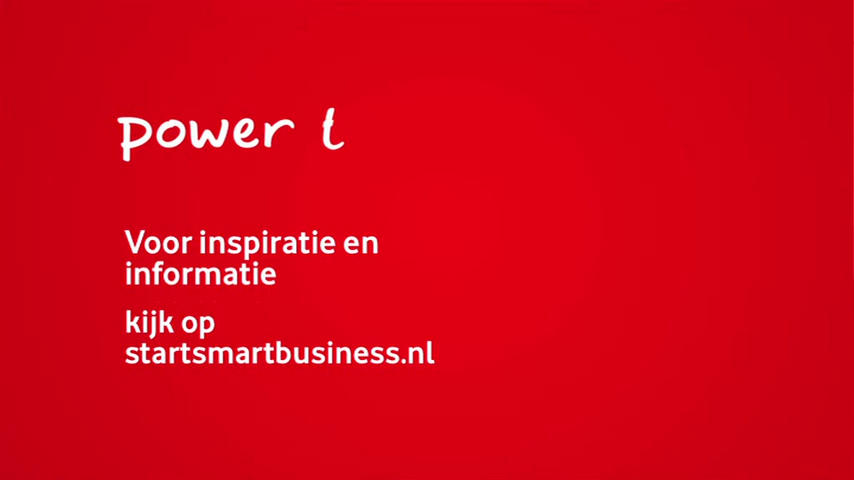 power t
Voor inspiratie en
informatie
kijk op
startsmartbusiness.nl